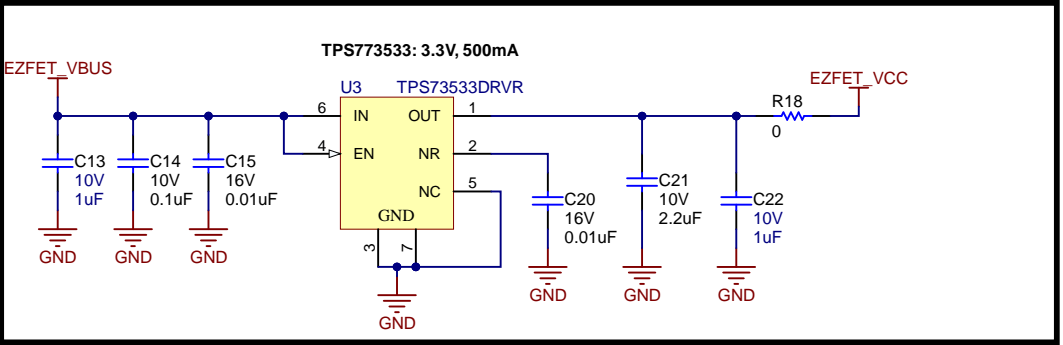 TPS773533: 3.3V, 500mA
EZFET_VBUS
EZFET_VCC
U3 TPS73533DRVR
R18
0
6 IN OUT 1
4 EN NR 2
NC 5
GND
3 7
C13
10V
1uF
C14
10V
0.1uF
C15
16V
0.01uF
C20
16V
0.01uF
C21
10V
2.2uF
C22
10V
1uF
GND
GND
GND
GND
GND
GND
GND